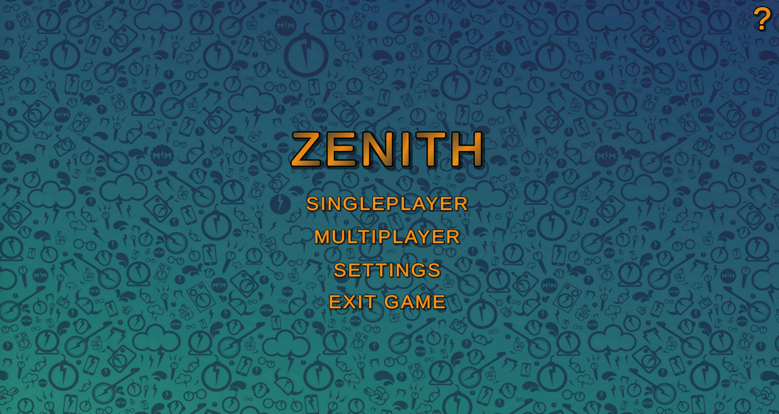 ?
ZENITH
SINGLEPLAYER
MULTIPLAYER
SETTINGS
EXIT GAME